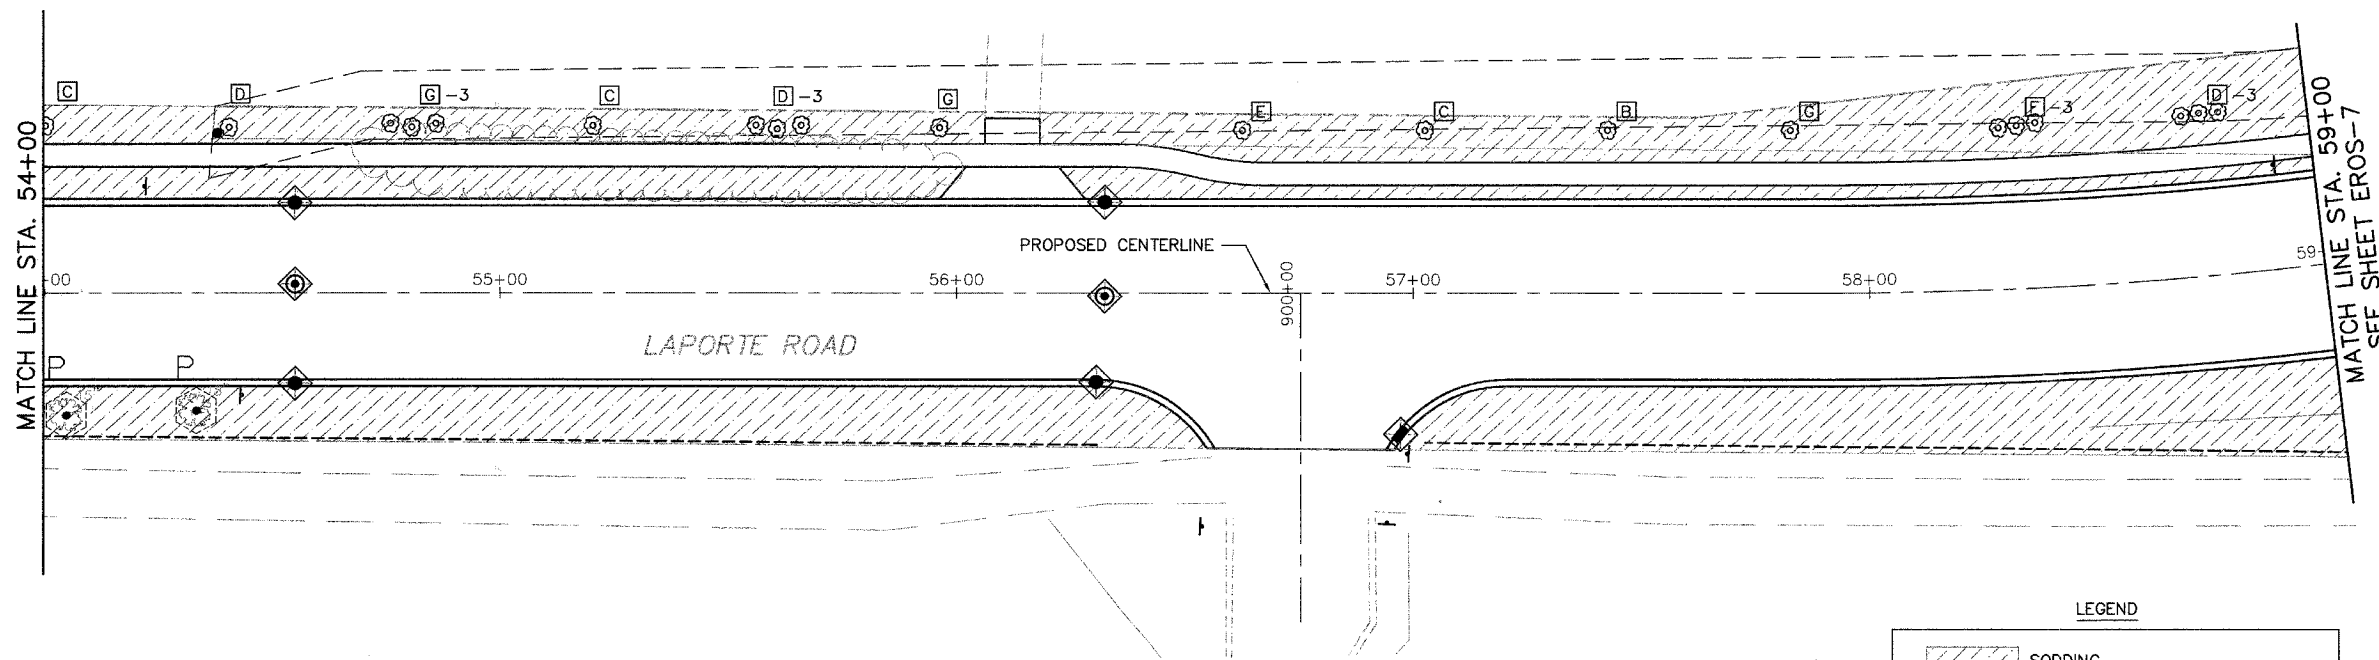 C
D
G -3
C
D -3
G
E
C
B
G
F -3
D -3
MATCH LINE STA. 54+00
MATCH LINE STA. 59+00
SEE SHEET EROS-7
PROPOSED CENTERLINE
00
55+00
56+00
900+00
57+00
58+00
59
LAPORTE ROAD
P
P
LEGEND
SODDING